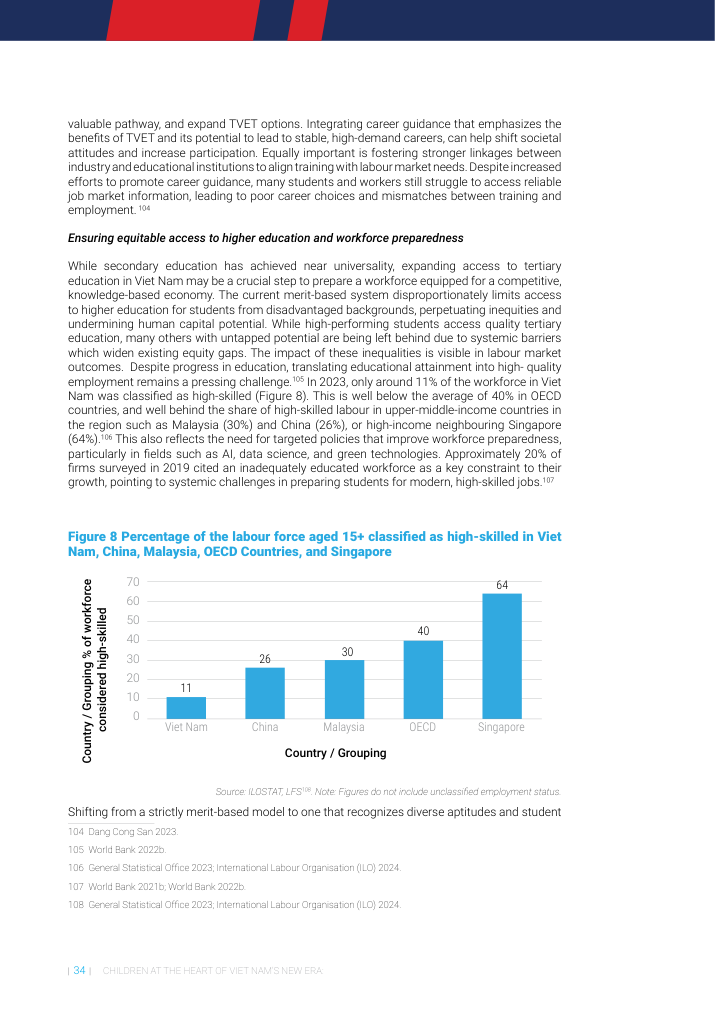 valuable pathway, and expand TVET options. Integrating career guidance that emphasizes the
benefits of TVET and its potential to lead to stable, high-demand careers, can help shift societal
attitudes and increase participation. Equally important is fostering stronger linkages between
industry and educational institutions to align training with labour market needs. Despite increased
efforts to promote career guidance, many students and workers still struggle to access reliable
job market information, leading to poor career choices and mismatches between training and
employment. 104
Ensuring equitable access to higher education and workforce preparedness
While secondary education has achieved near universality, expanding access to tertiary
education in Viet Nam may be a crucial step to prepare a workforce equipped for a competitive,
knowledge-based economy. The current merit-based system disproportionately limits access
to higher education for students from disadvantaged backgrounds, perpetuating inequities and
undermining human capital potential. While high-performing students access quality tertiary
education, many others with untapped potential are being left behind due to systemic barriers
which widen existing equity gaps. The impact of these inequalities is visible in labour market
outcomes. Despite progress in education, translating educational attainment into high- quality
employment remains a pressing challenge.105 In 2023, only around 11% of the workforce in Viet
Nam was classified as high-skilled (Figure 8). This is well below the average of 40% in OECD
countries, and well behind the share of high-skilled labour in upper-middle-income countries in
the region such as Malaysia (30%) and China (26%), or high-income neighbouring Singapore
(64%).106 This also reflects the need for targeted policies that improve workforce preparedness,
particularly in fields such as AI, data science, and green technologies. Approximately 20% of
firms surveyed in 2019 cited an inadequately educated workforce as a key constraint to their
growth, pointing to systemic challenges in preparing students for modern, high-skilled jobs.107
Figure 8 Percentage of the labour force aged 15+ classified as high-skilled in Viet
Nam, China, Malaysia, OECD Countries, and Singapore
Country / Grouping % of workforce
considered high-skilled
70
60
50
40
30
20
10
0
11
26
30
40
64
Viet Nam
China
Malaysia
OECD
Singapore
Country / Grouping
Source: ILOSTAT, LFS108. Note: Figures do not include unclassified employment status.
Shifting from a strictly merit-based model to one that recognizes diverse aptitudes and student
104 Dang Cong San 2023.
105 World Bank 2022b.
106 General Statistical Office 2023; International Labour Organisation (ILO) 2024.
107 World Bank 2021b; World Bank 2022b.
108 General Statistical Office 2023; International Labour Organisation (ILO) 2024.
| 34 | CHILDREN AT THE HEART OF VIET NAM'S NEW ERA